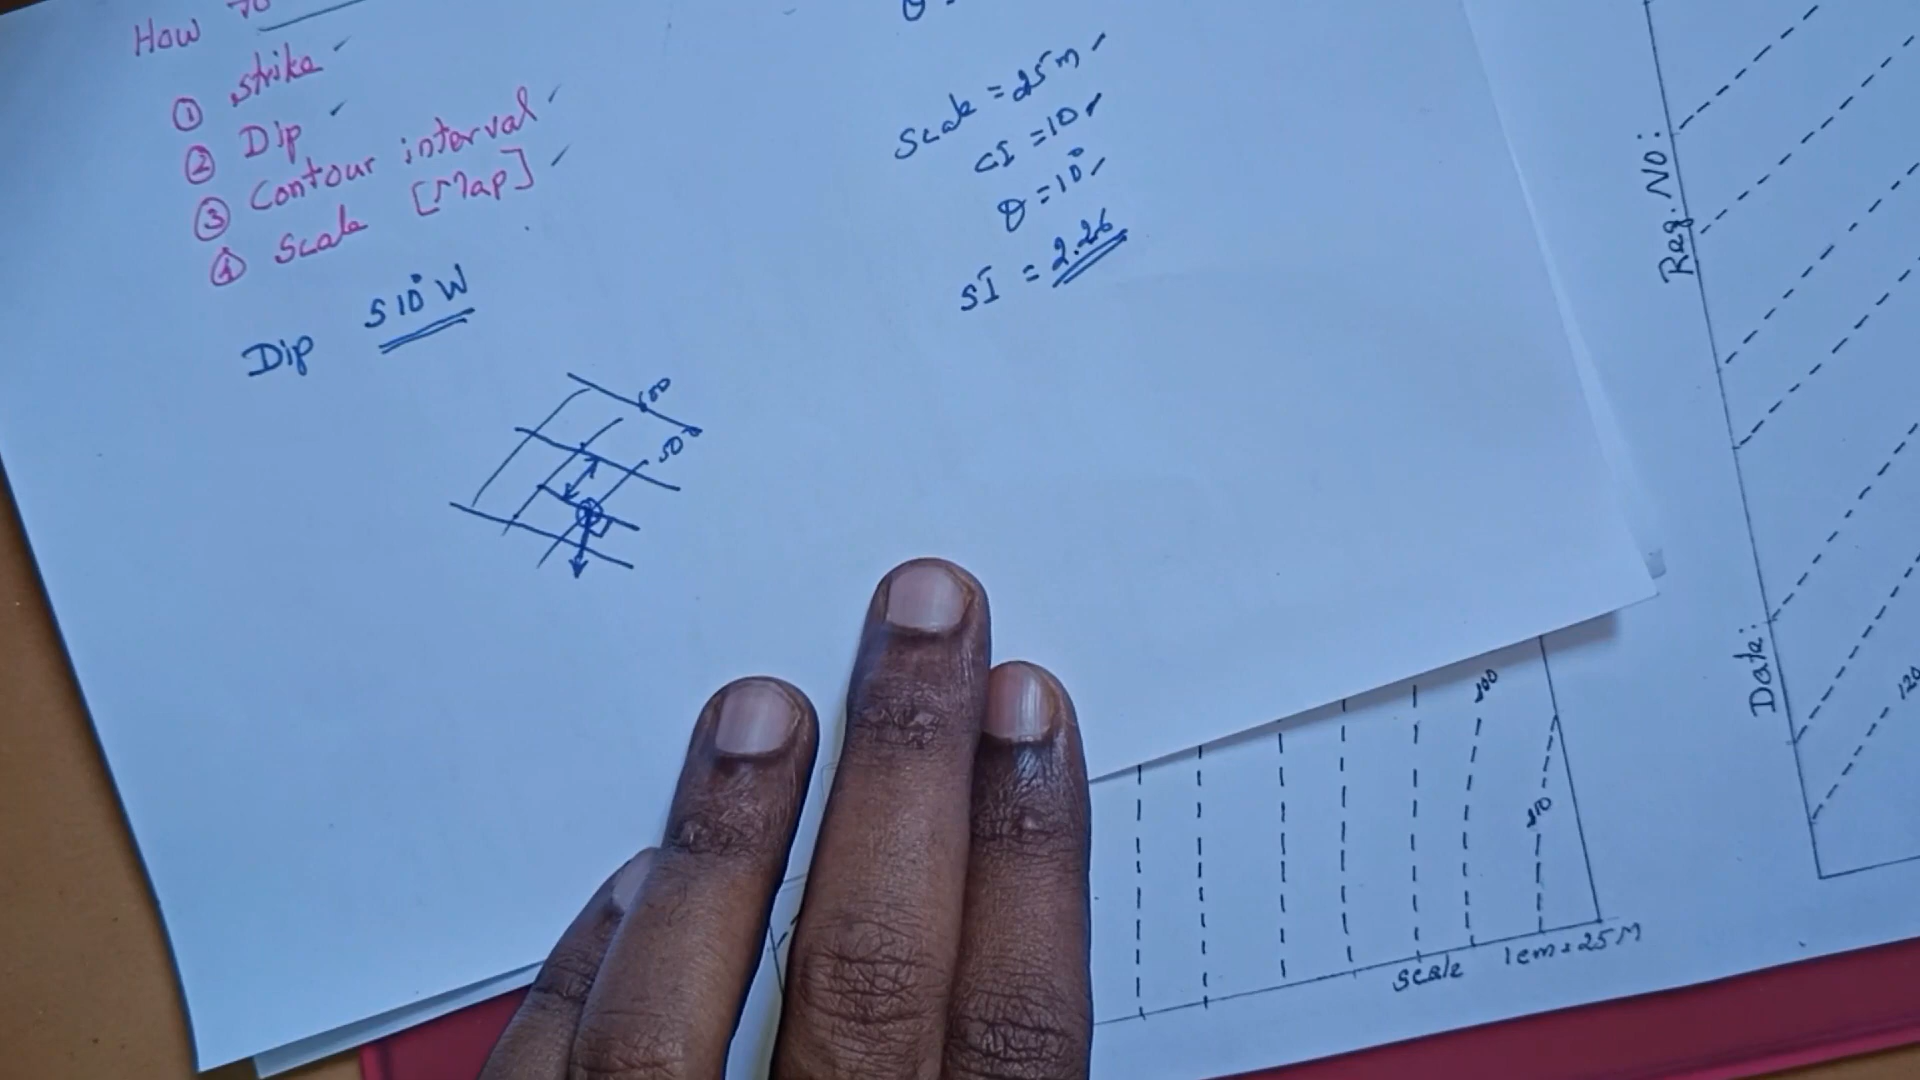 How To
① strike
② Dip
③ Contour interval
④ Scale [Map]
Dip S10°W
500
Scale = 25m
CI = 10
θ = 10°
SI = 2.26
Reg. No:
Date:
120
100
110
Scale 1cm = 25M